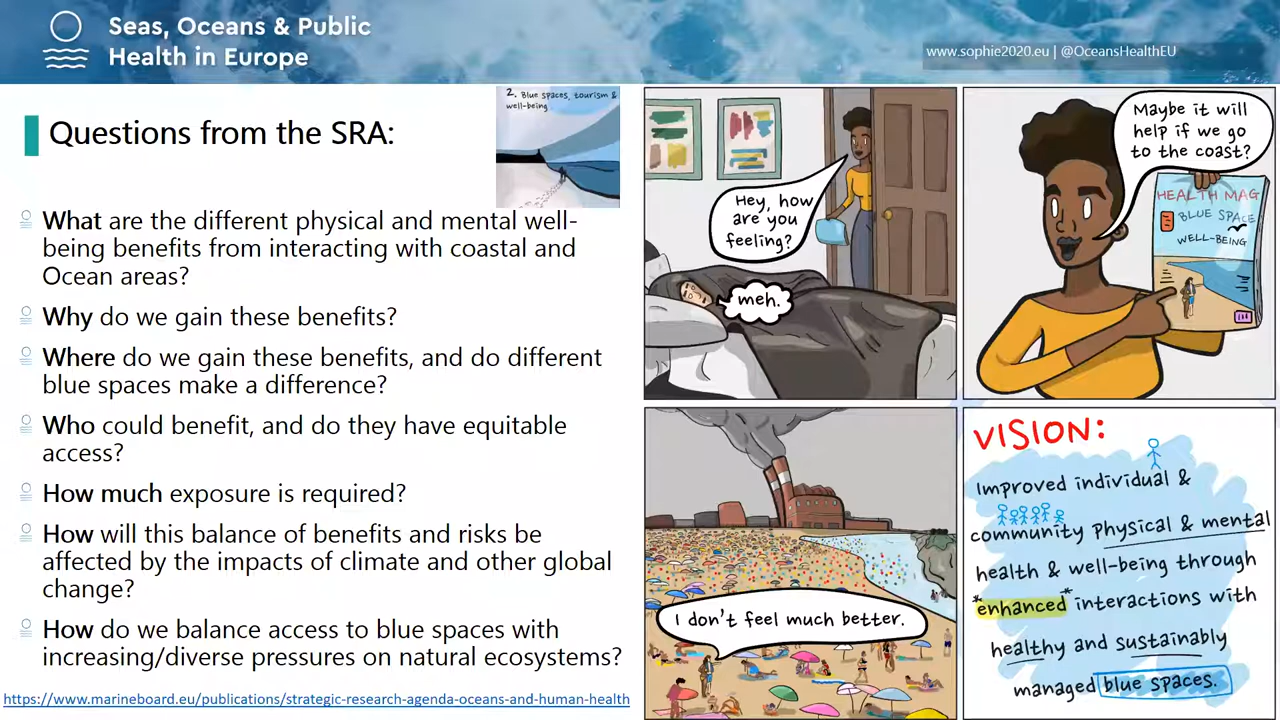 Seas, Oceans & Public
Health in Europe
www.sophie2020.eu | @OceansHealthEU
2. Blue spaces, tourism &
well-being
Questions from the SRA:
What are the different physical and mental well-
being benefits from interacting with coastal and
Ocean areas?
Why do we gain these benefits?
Where do we gain these benefits, and do different
blue spaces make a difference?
Who could benefit, and do they have equitable
access?
How much exposure is required?
How will this balance of benefits and risks be
affected by the impacts of climate and other global
change?
How do we balance access to blue spaces with
increasing/diverse pressures on natural ecosystems?
https://www.marineboard.eu/publications/strategic-research-agenda-oceans-and-human-health
Hey, how
are you
feeling?
meh.
Maybe it will
help if we go
to the coast?
HEALTH MAG
BLUE SPACE
WELL-BEING
I don't feel much better.
VISION:
Improved individual &
community physical & mental
health & well-being through
*enhanced* interactions with
healthy and sustainably
managed blue spaces.